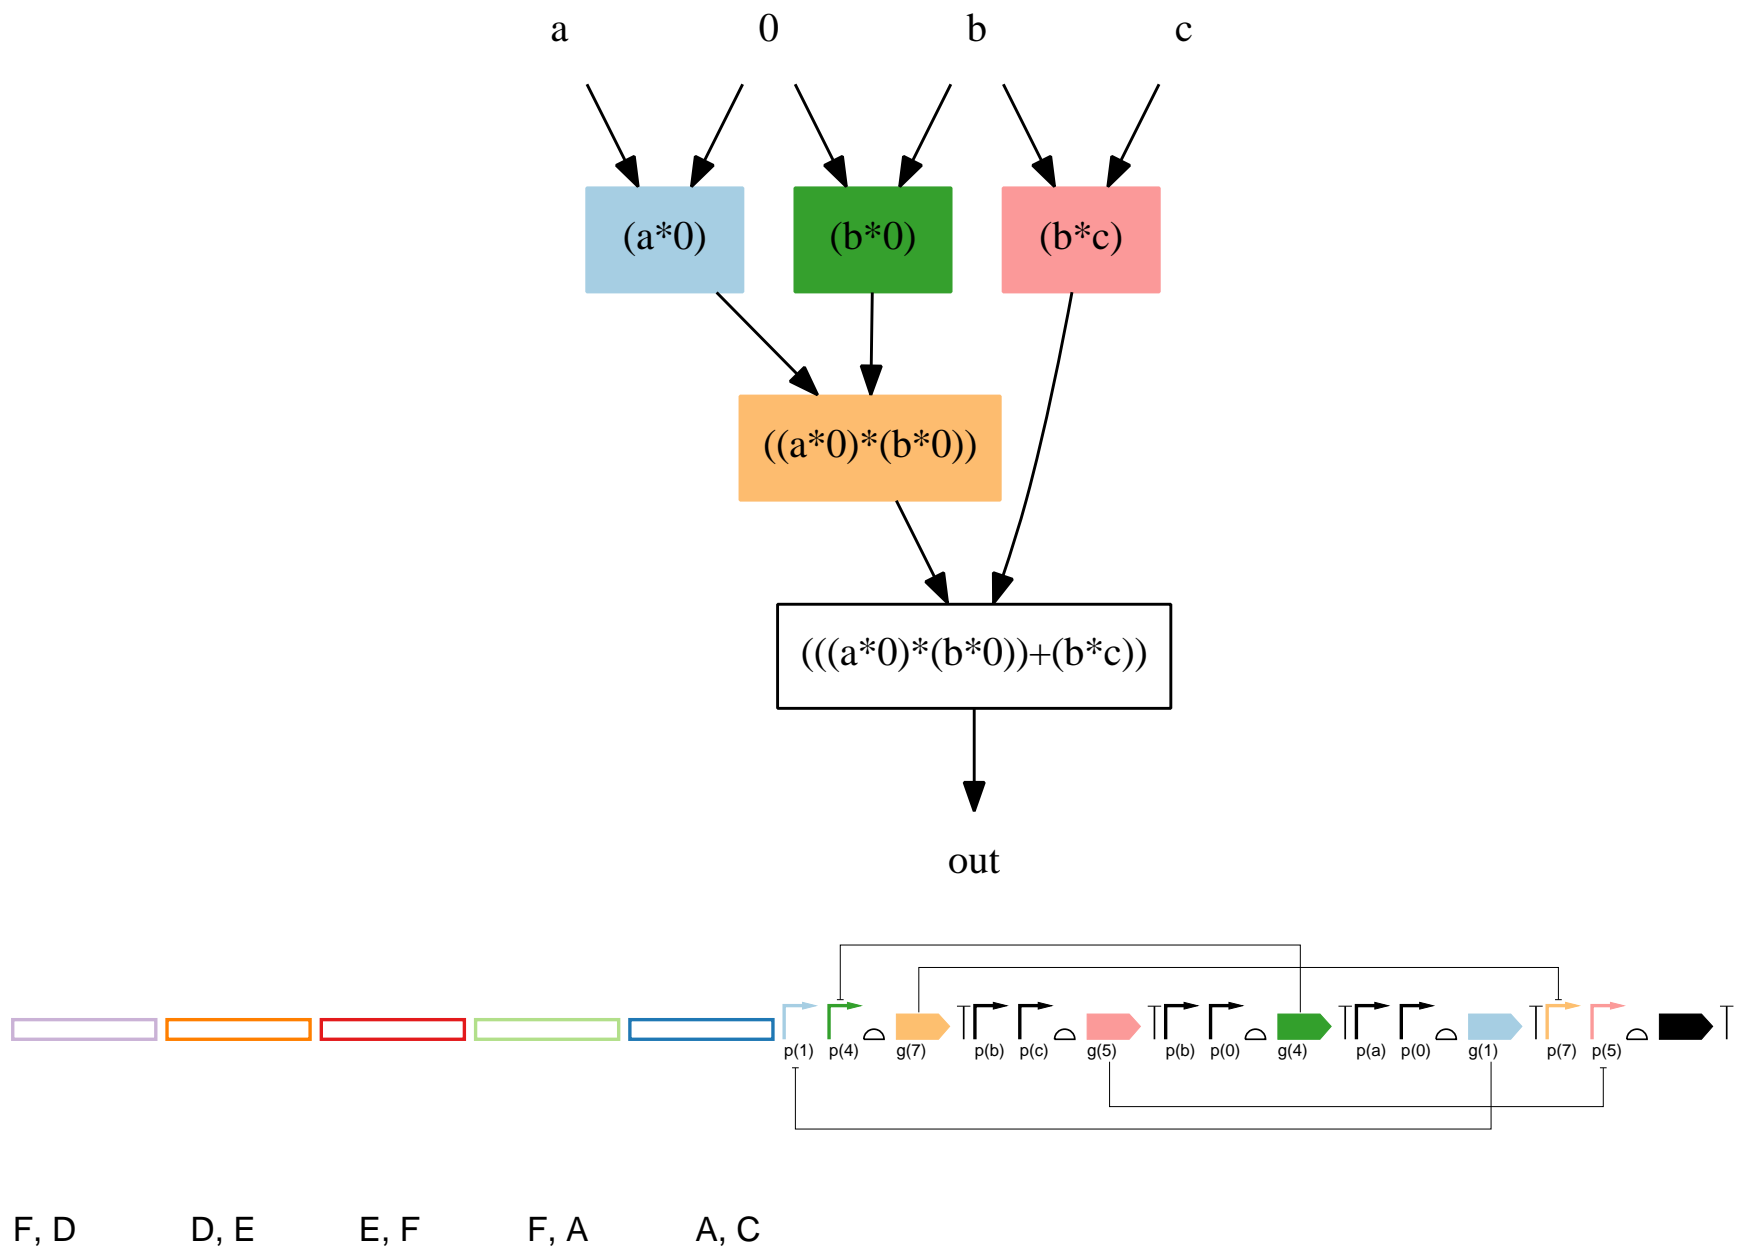 a 0 b c
(a*0) (b*0) (b*c)
((a*0)*(b*0))
(((a*0)*(b*0))+(b*c))
out
p(1) p(4) g(7) p(b) p(c) g(5) p(b) p(0) g(4) p(a) p(0) g(1) p(7) p(5)
F, D D, E E, F F, A A, C